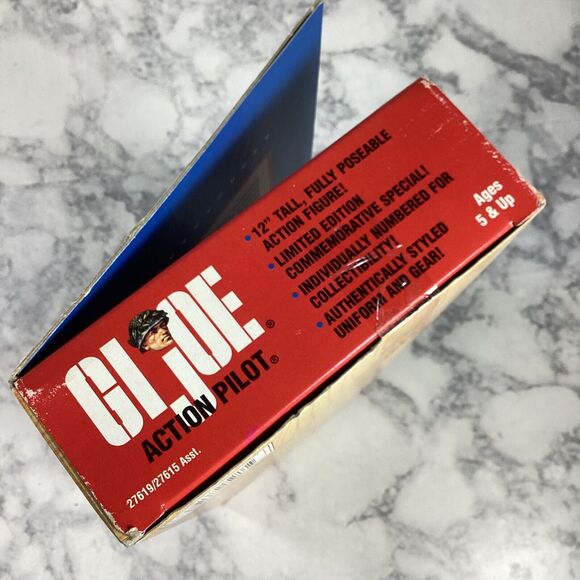 GI JOE®
ACTION PILOT®
27619/27615 Asst.
• 12" TALL, FULLY POSEABLE
ACTION FIGURE!
• LIMITED EDITION
COMMEMORATIVE SPECIAL!
• INDIVIDUALLY NUMBERED FOR
COLLECTIBILITY!
• AUTHENTICALLY STYLED
UNIFORM AND GEAR!
Ages
5 & Up